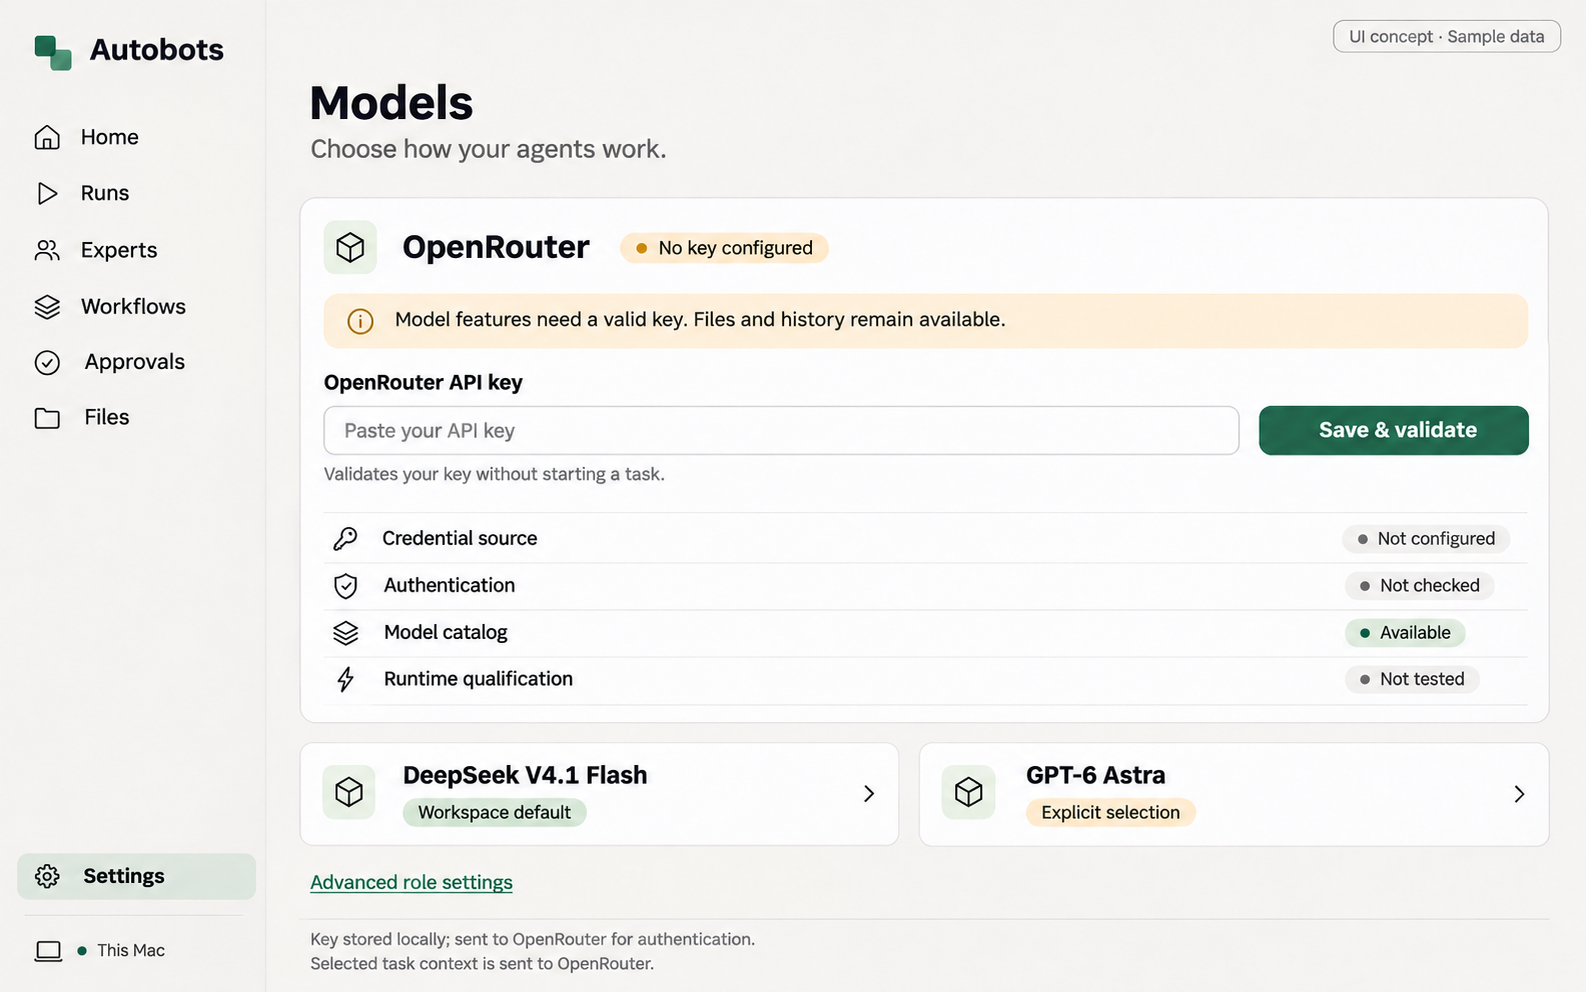 Autobots
UI concept · Sample data
Home
Runs
Experts
Workflows
Approvals
Files
Settings
This Mac
Models
Choose how your agents work.
OpenRouter
No key configured
Model features need a valid key. Files and history remain available.
OpenRouter API key
Paste your API key
Save & validate
Validates your key without starting a task.
Credential source
Not configured
Authentication
Not checked
Model catalog
Available
Runtime qualification
Not tested
DeepSeek V4.1 Flash
Workspace default
GPT-6 Astra
Explicit selection
Advanced role settings
Key stored locally; sent to OpenRouter for authentication.
Selected task context is sent to OpenRouter.